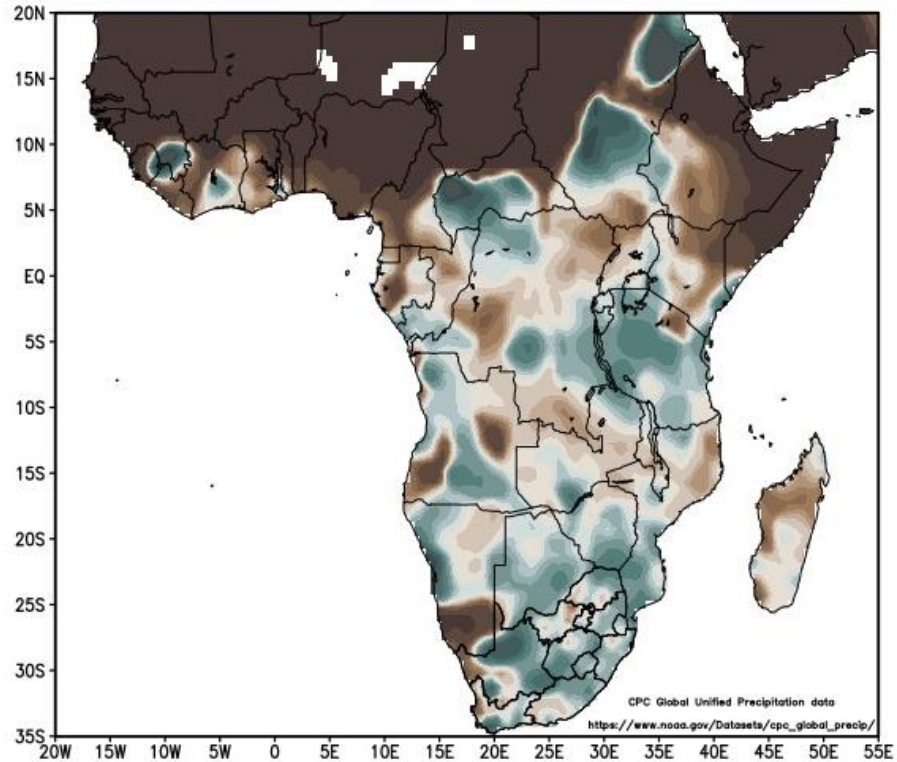 20N
15N
10N
5N
EQ
5S
10S
15S
20S
25S
30S
35S
CPC Global Unified Precipitation data
https://www.noaa.gov/Datasets/cpc_global_precip/
20W 15W 10W 5W 0 5E 10E 15E 20E 25E 30E 35E 40E 45E 50E 55E